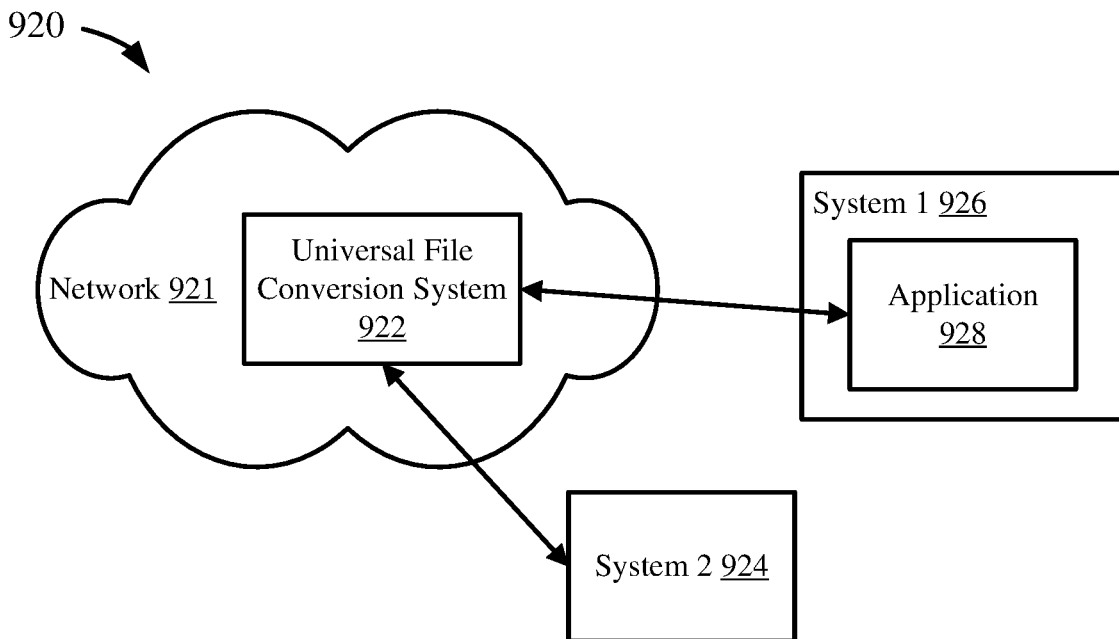 920
Universal File
Conversion System
922
Network 921
System 1 926
Application
928
System 2 924